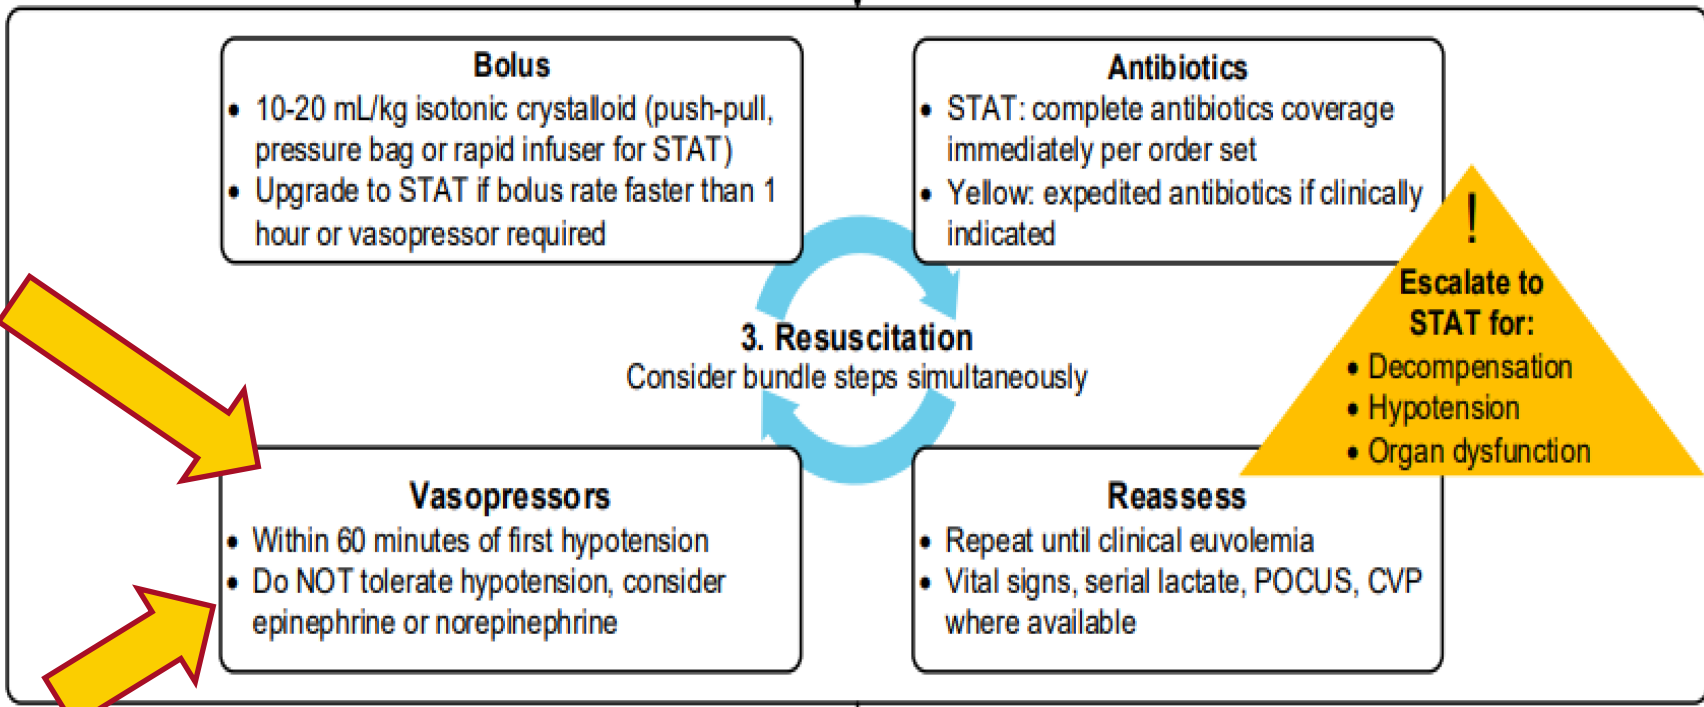 Bolus
• 10-20 mL/kg isotonic crystalloid (push-pull,
pressure bag or rapid infuser for STAT)
• Upgrade to STAT if bolus rate faster than 1
hour or vasopressor required
Antibiotics
• STAT: complete antibiotics coverage
immediately per order set
• Yellow: expedited antibiotics if clinically
indicated
!
Escalate to
STAT for:
• Decompensation
• Hypotension
• Organ dysfunction
3. Resuscitation
Consider bundle steps simultaneously
Vasopressors
• Within 60 minutes of first hypotension
• Do NOT tolerate hypotension, consider
epinephrine or norepinephrine
Reassess
• Repeat until clinical euvolemia
• Vital signs, serial lactate, POCUS, CVP
where available